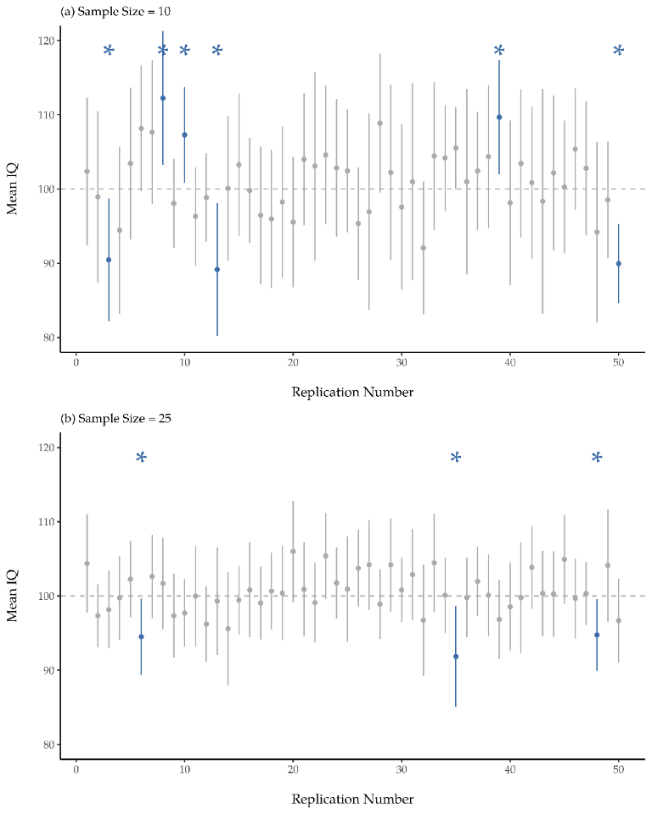 (a) Sample Size = 10
120
* * * * * *
110
Mean IQ
100
90
80
0 10 20 30 40 50
Replication Number
(b) Sample Size = 25
120
* * *
110
Mean IQ
100
90
80
0 10 20 30 40 50
Replication Number